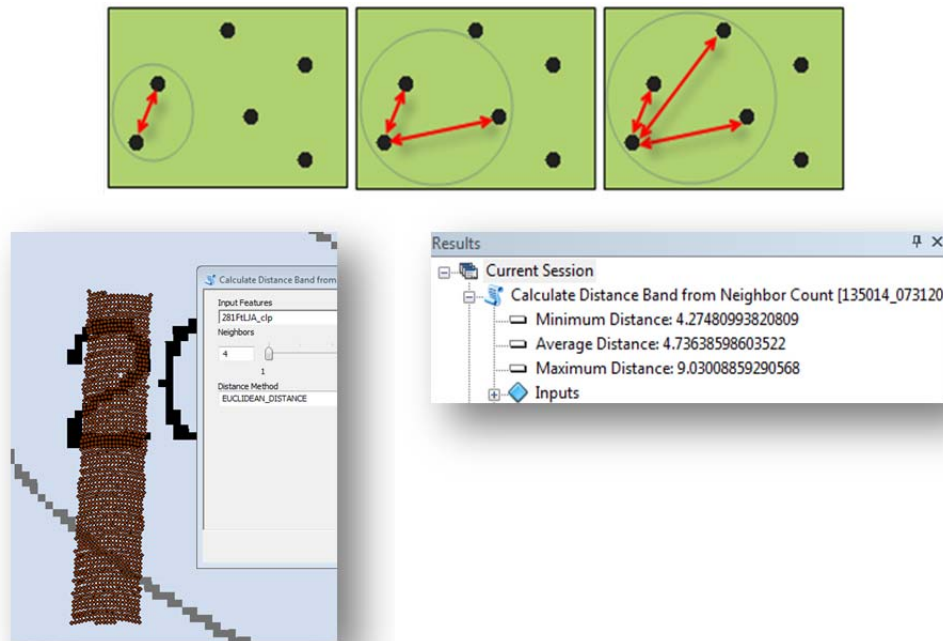 Calculate Distance Band from
Input Features
281FtLJA_clp
Neighbors
4
1
Distance Method
EUCLIDEAN_DISTANCE
Results
Current Session
Calculate Distance Band from Neighbor Count [135014_073120
Minimum Distance: 4.27480993820809
Average Distance: 4.73638598603522
Maximum Distance: 9.03008859290568
Inputs